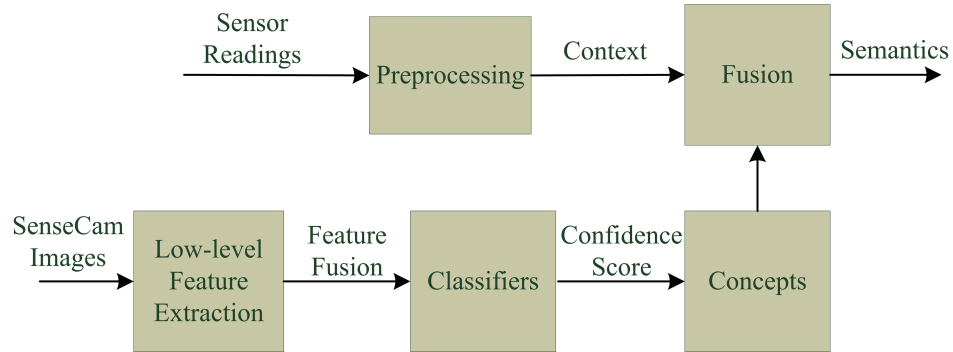 Sensor
Readings
Preprocessing
Context
Fusion
Semantics
SenseCam
Images
Low-level
Feature
Extraction
Feature
Fusion
Classifiers
Confidence
Score
Concepts